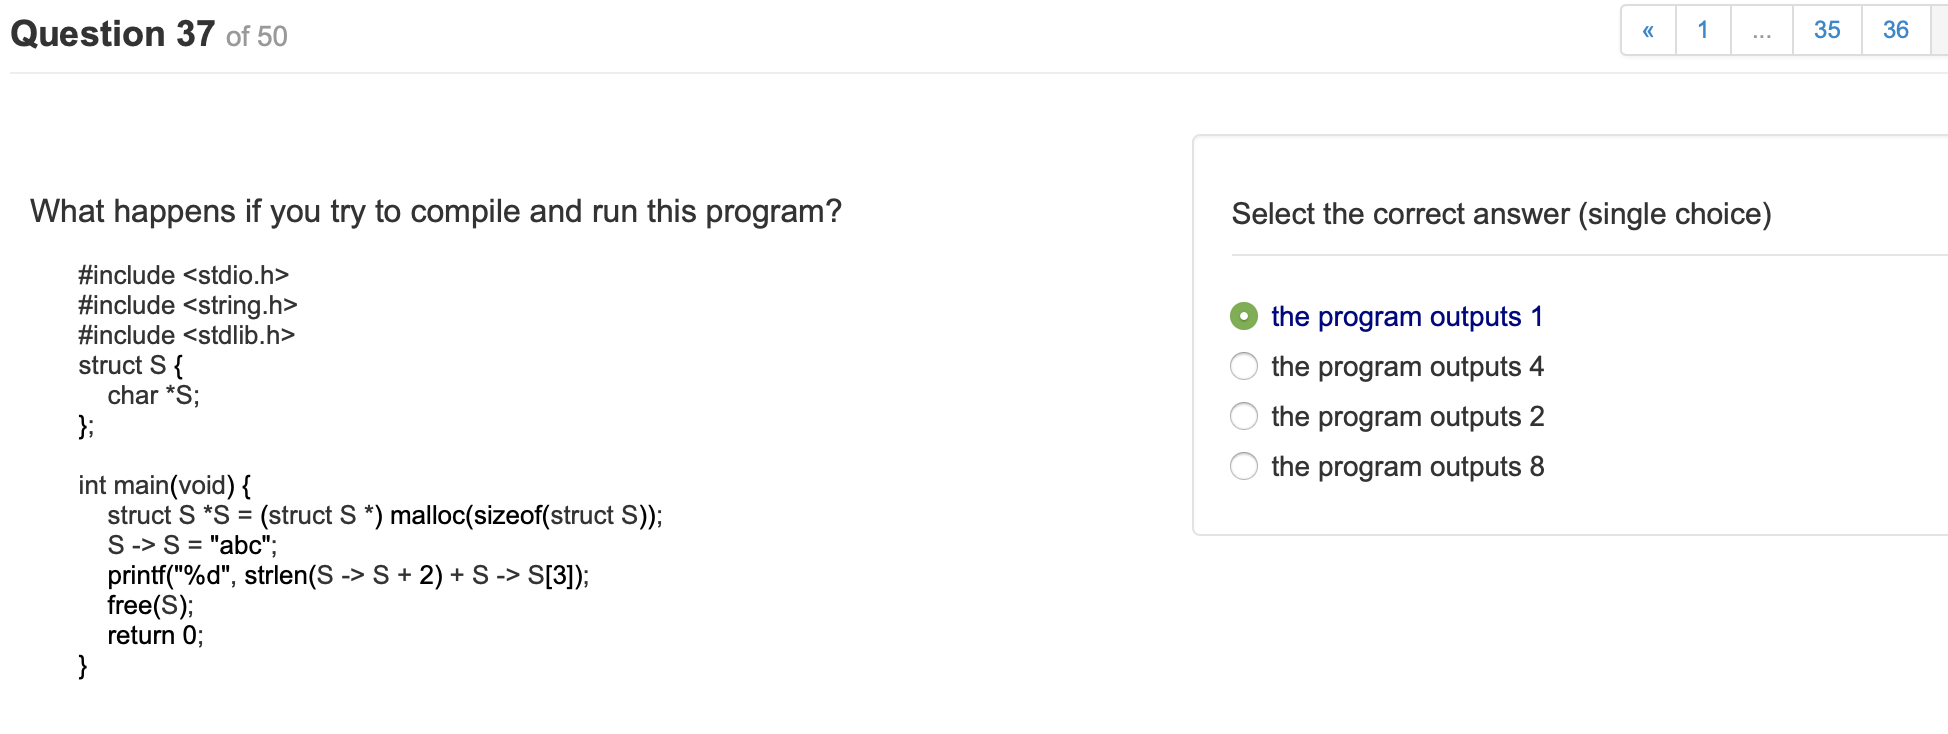 Question 37 of 50
« 1 ... 35 36
What happens if you try to compile and run this program?
#include <stdio.h>
#include <string.h>
#include <stdlib.h>
struct S {
char *S;
};
int main(void) {
struct S *S = (struct S *) malloc(sizeof(struct S));
S -> S = "abc";
printf("%d", strlen(S -> S + 2) + S -> S[3]);
free(S);
return 0;
}
Select the correct answer (single choice)
the program outputs 1
the program outputs 4
the program outputs 2
the program outputs 8